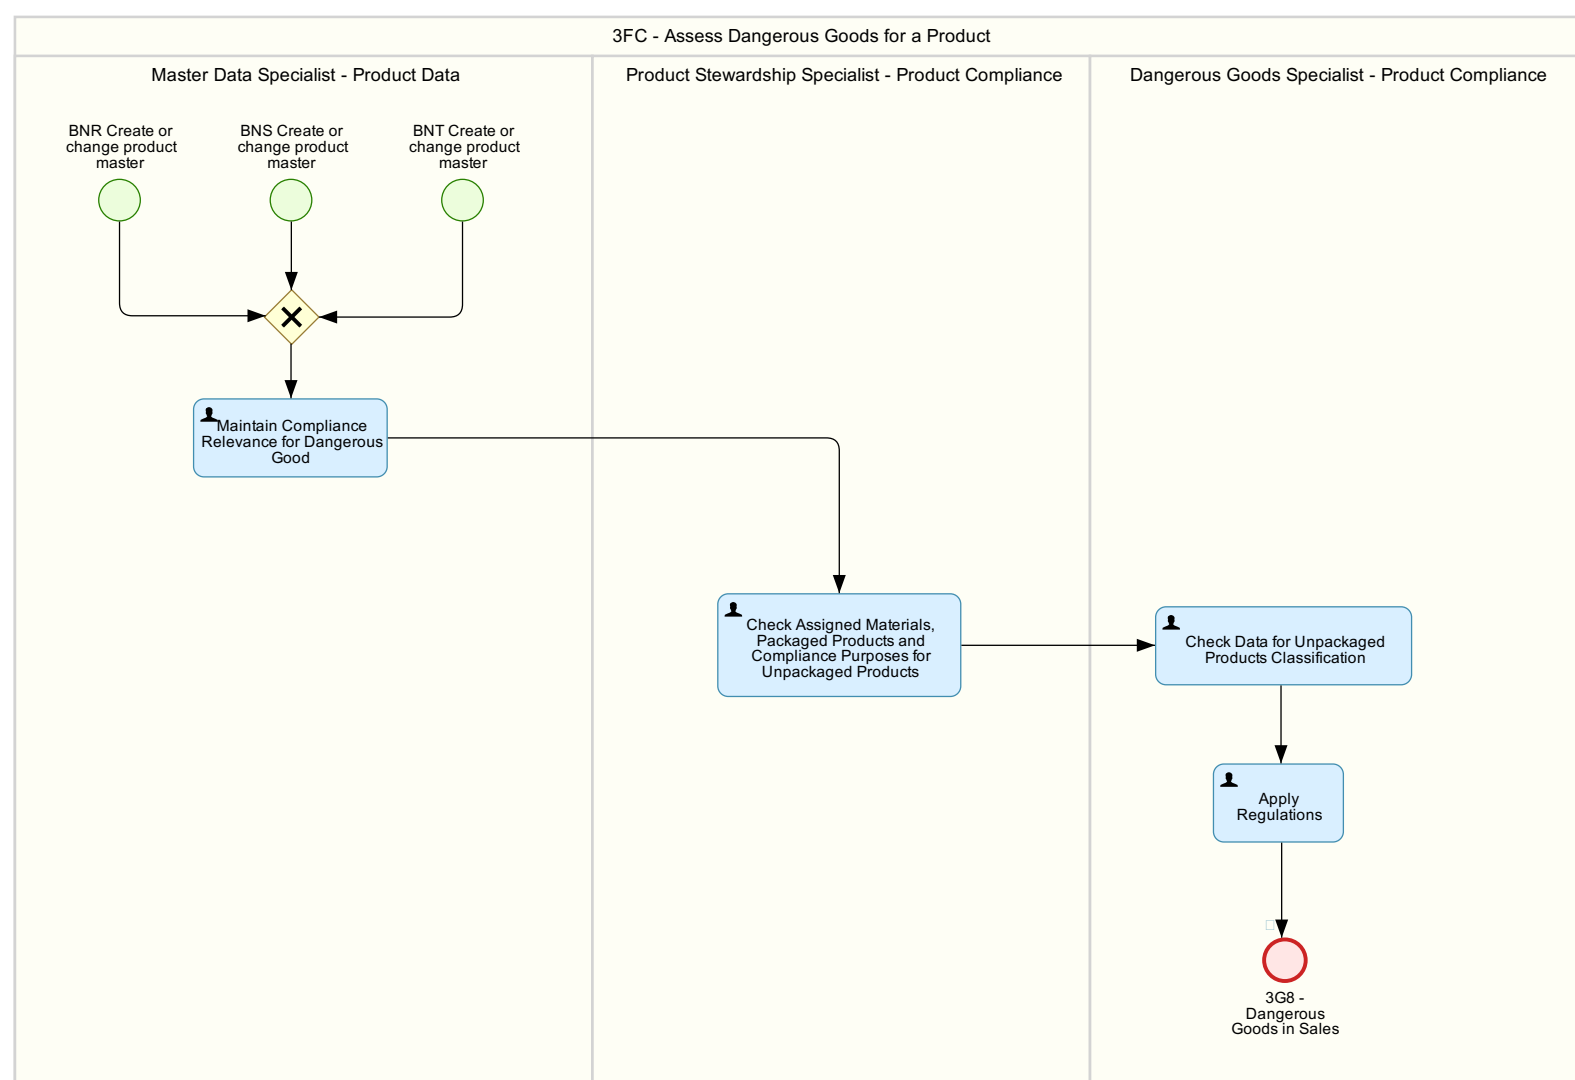 3FC - Assess Dangerous Goods for a Product
Master Data Specialist - Product Data
Product Stewardship Specialist - Product Compliance
Dangerous Goods Specialist - Product Compliance
BNR Create or
change product
master
BNS Create or
change product
master
BNT Create or
change product
master
Maintain Compliance
Relevance for Dangerous
Good
Check Assigned Materials,
Packaged Products and
Compliance Purposes for
Unpackaged Products
Check Data for Unpackaged
Products Classification
Apply
Regulations
3G8 -
Dangerous
Goods in Sales